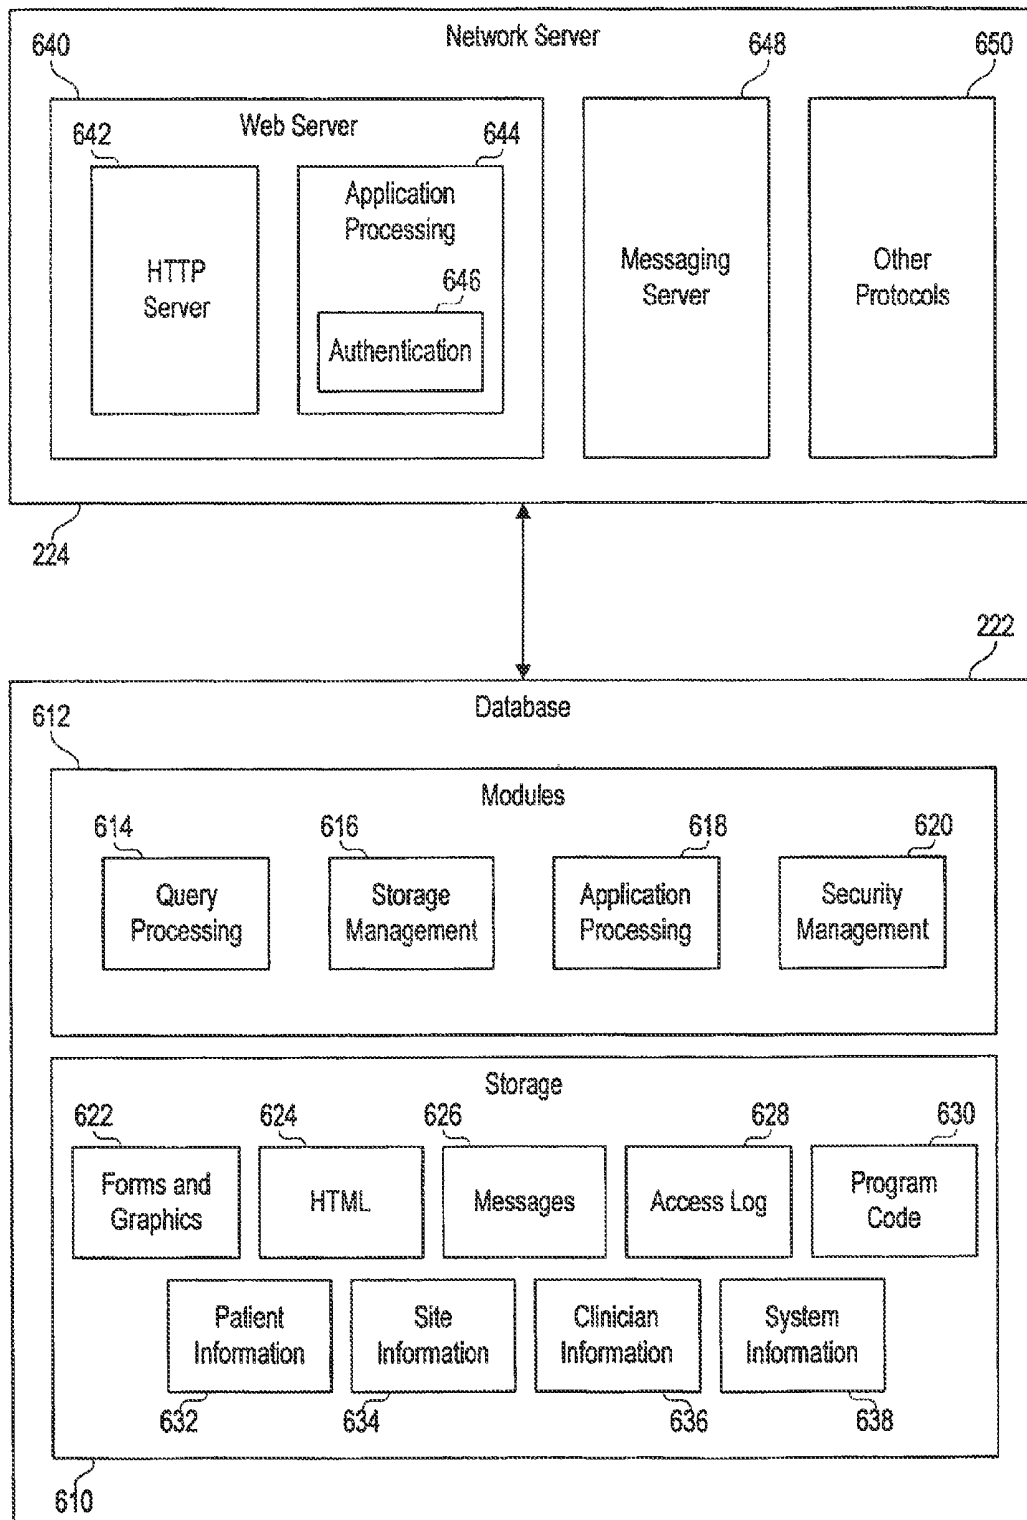 Network Server
640
648
650
Web Server
642
644
Application
Processing
HTTP
Server
646
Authentication
Messaging
Server
Other
Protocols
224
222
Database
612
Modules
614
616
618
620
Query
Processing
Storage
Management
Application
Processing
Security
Management
Storage
622
624
626
628
630
Forms and
Graphics
HTML
Messages
Access Log
Program
Code
Patient
Information
Site
Information
Clinician
Information
System
Information
632
634
636
638
610